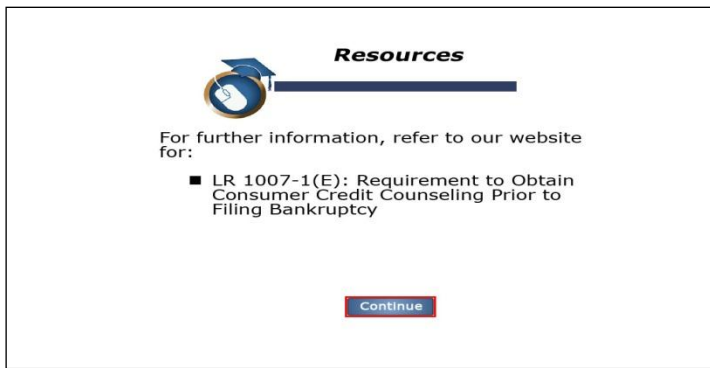 Resources
For further information, refer to our website
for:
■ LR 1007-1(E): Requirement to Obtain
Consumer Credit Counseling Prior to
Filing Bankruptcy
Continue